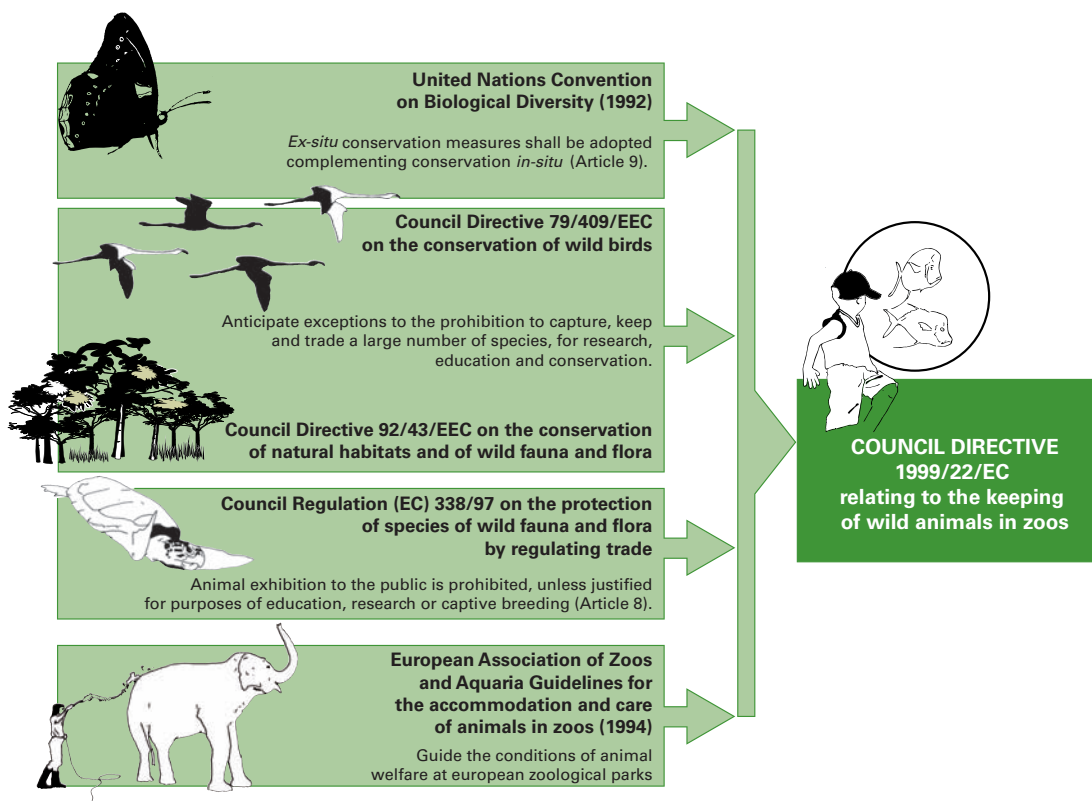 United Nations Convention
on Biological Diversity (1992)
Ex-situ conservation measures shall be adopted
complementing conservation in-situ (Article 9).
Council Directive 79/409/EEC
on the conservation of wild birds
Anticipate exceptions to the prohibition to capture, keep
and trade a large number of species, for research,
education and conservation.
Council Directive 92/43/EEC on the conservation
of natural habitats and of wild fauna and flora
Council Regulation (EC) 338/97 on the protection
of species of wild fauna and flora
by regulating trade
Animal exhibition to the public is prohibited, unless justified
for purposes of education, research or captive breeding (Article 8).
European Association of Zoos
and Aquaria Guidelines for
the accommodation and care
of animals in zoos (1994)
Guide the conditions of animal
welfare at european zoological parks
COUNCIL DIRECTIVE
1999/22/EC
relating to the keeping
of wild animals in zoos